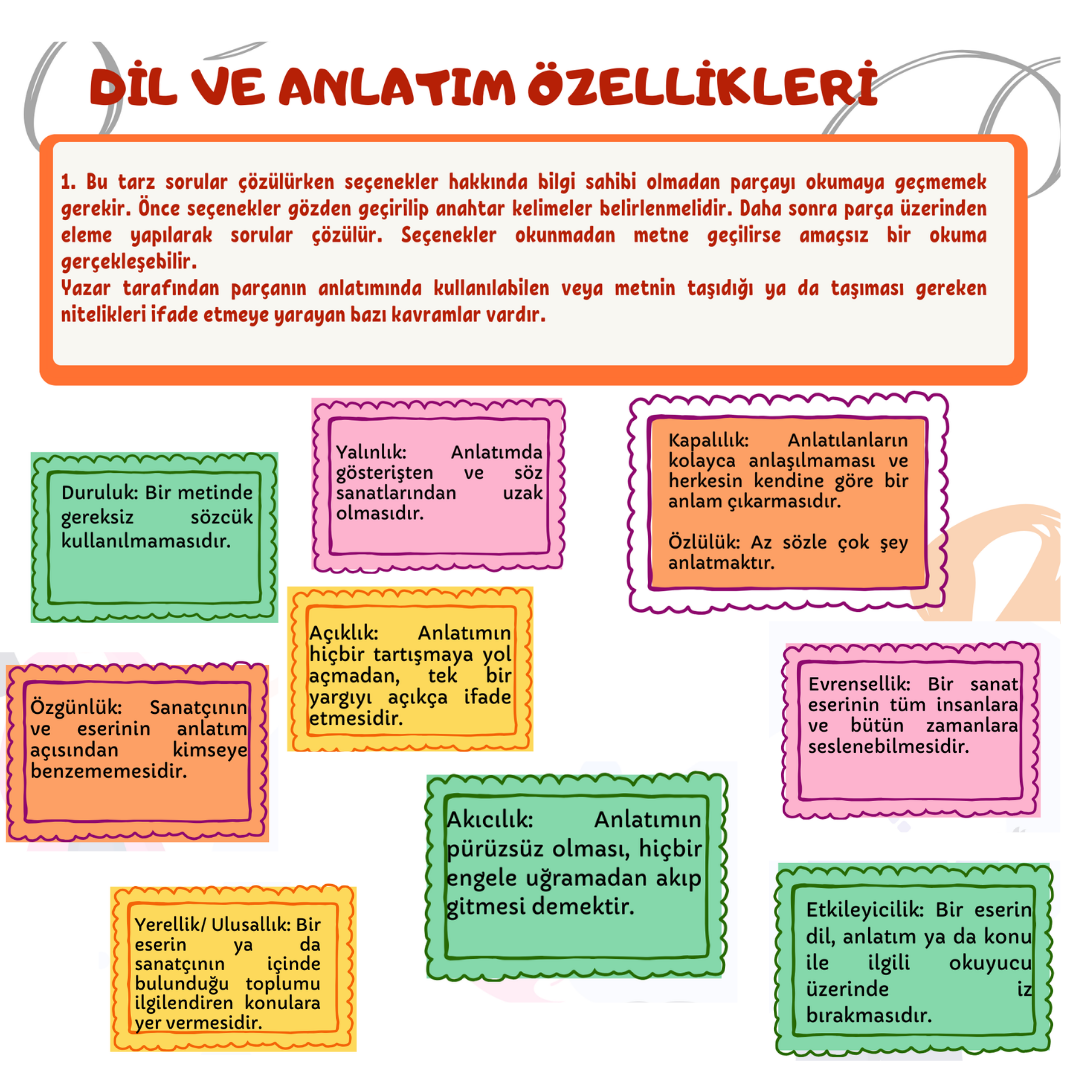 DİL VE ANLATIM ÖZELLİKLERİ
1. Bu tarz sorular çözülürken seçenekler hakkında bilgi sahibi olmadan parçayı okumaya geçmemek
gerekir. Önce seçenekler gözden geçirilip anahtar kelimeler belirlenmelidir. Daha sonra parça üzerinden
eleme yapılarak sorular çözülür. Seçenekler okunmadan metne geçilirse amaçsız bir okuma
gerçekleşebilir.
Yazar tarafından parçanın anlatımında kullanılabilen veya metnin taşıdığı ya da taşıması gereken
nitelikleri ifade etmeye yarayan bazı kavramlar vardır.
Duruluk: Bir metinde
gereksiz sözcük
kullanılmamasıdır.
Yalınlık: Anlatımda
gösterişten ve söz
sanatlarından uzak
olmasıdır.
Kapalılık: Anlatılanların
kolayca anlaşılmaması ve
herkesin kendine göre bir
anlam çıkarmasıdır.
Özlülük: Az sözle çok şey
anlatmaktır.
Açıklık: Anlatımın
hiçbir tartışmaya yol
açmadan, tek bir
yargıyı açıkça ifade
etmesidir.
Özgünlük: Sanatçının
ve eserinin anlatım
açısından kimseye
benzememesidir.
Evrensellik: Bir sanat
eserinin tüm insanlara
ve bütün zamanlara
seslenebilmesidir.
Akıcılık: Anlatımın
pürüzsüz olması, hiçbir
engele uğramadan akıp
gitmesi demektir.
Yerellik/ Ulusallık: Bir
eserin ya da
sanatçının içinde
bulunduğu toplumu
ilgilendiren konulara
yer vermesidir.
Etkileyicilik: Bir eserin
dil, anlatım ya da konu
ile ilgili okuyucu
üzerinde iz
bırakmasıdır.